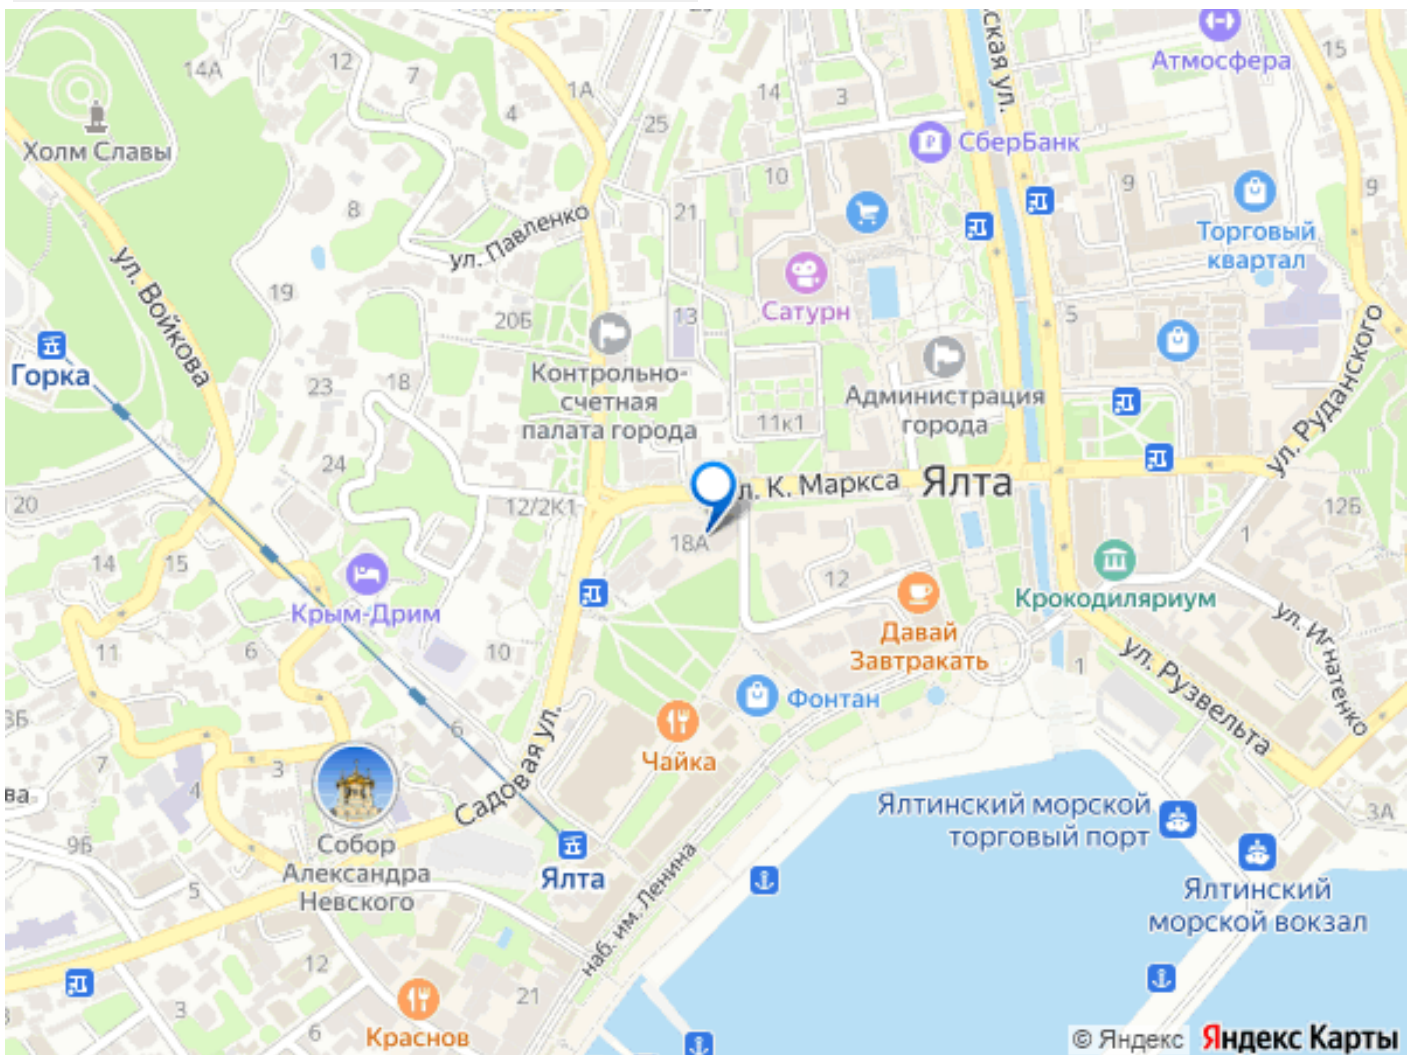 ская ул.
15
Атмосфера
14А
12
7
4
1А
14
3
25
Холм Славы
СберБанк
10
9
9
8
ул. Павленко
21
Торговый
квартал
ул. Войкова
19
20Б
13
Сатурн
5
Горка
23
18
Контрольно-
счетная
палата города
11к1
Администрация
города
ул. Руданского
24
20
12/2К1
л. К. Маркса
Ялта
12Б
1
18А
14
15
12
Крым-Дрим
Крокодиляриум
Давай
Завтракать
ул. Игнатенко
11
6
10
1
ул. Рузвельта
Фонтан
3Б
6
Чайка
7
3
4
Садовая ул.
ва
Ялтинский морской
торговый порт
3А
9Б
Собор
Александра
Невского
5
Ялта
Ялтинский
морской вокзал
наб. им. Ленина
12
3
21
6
Краснов
© Яндекс Яндекс Карты